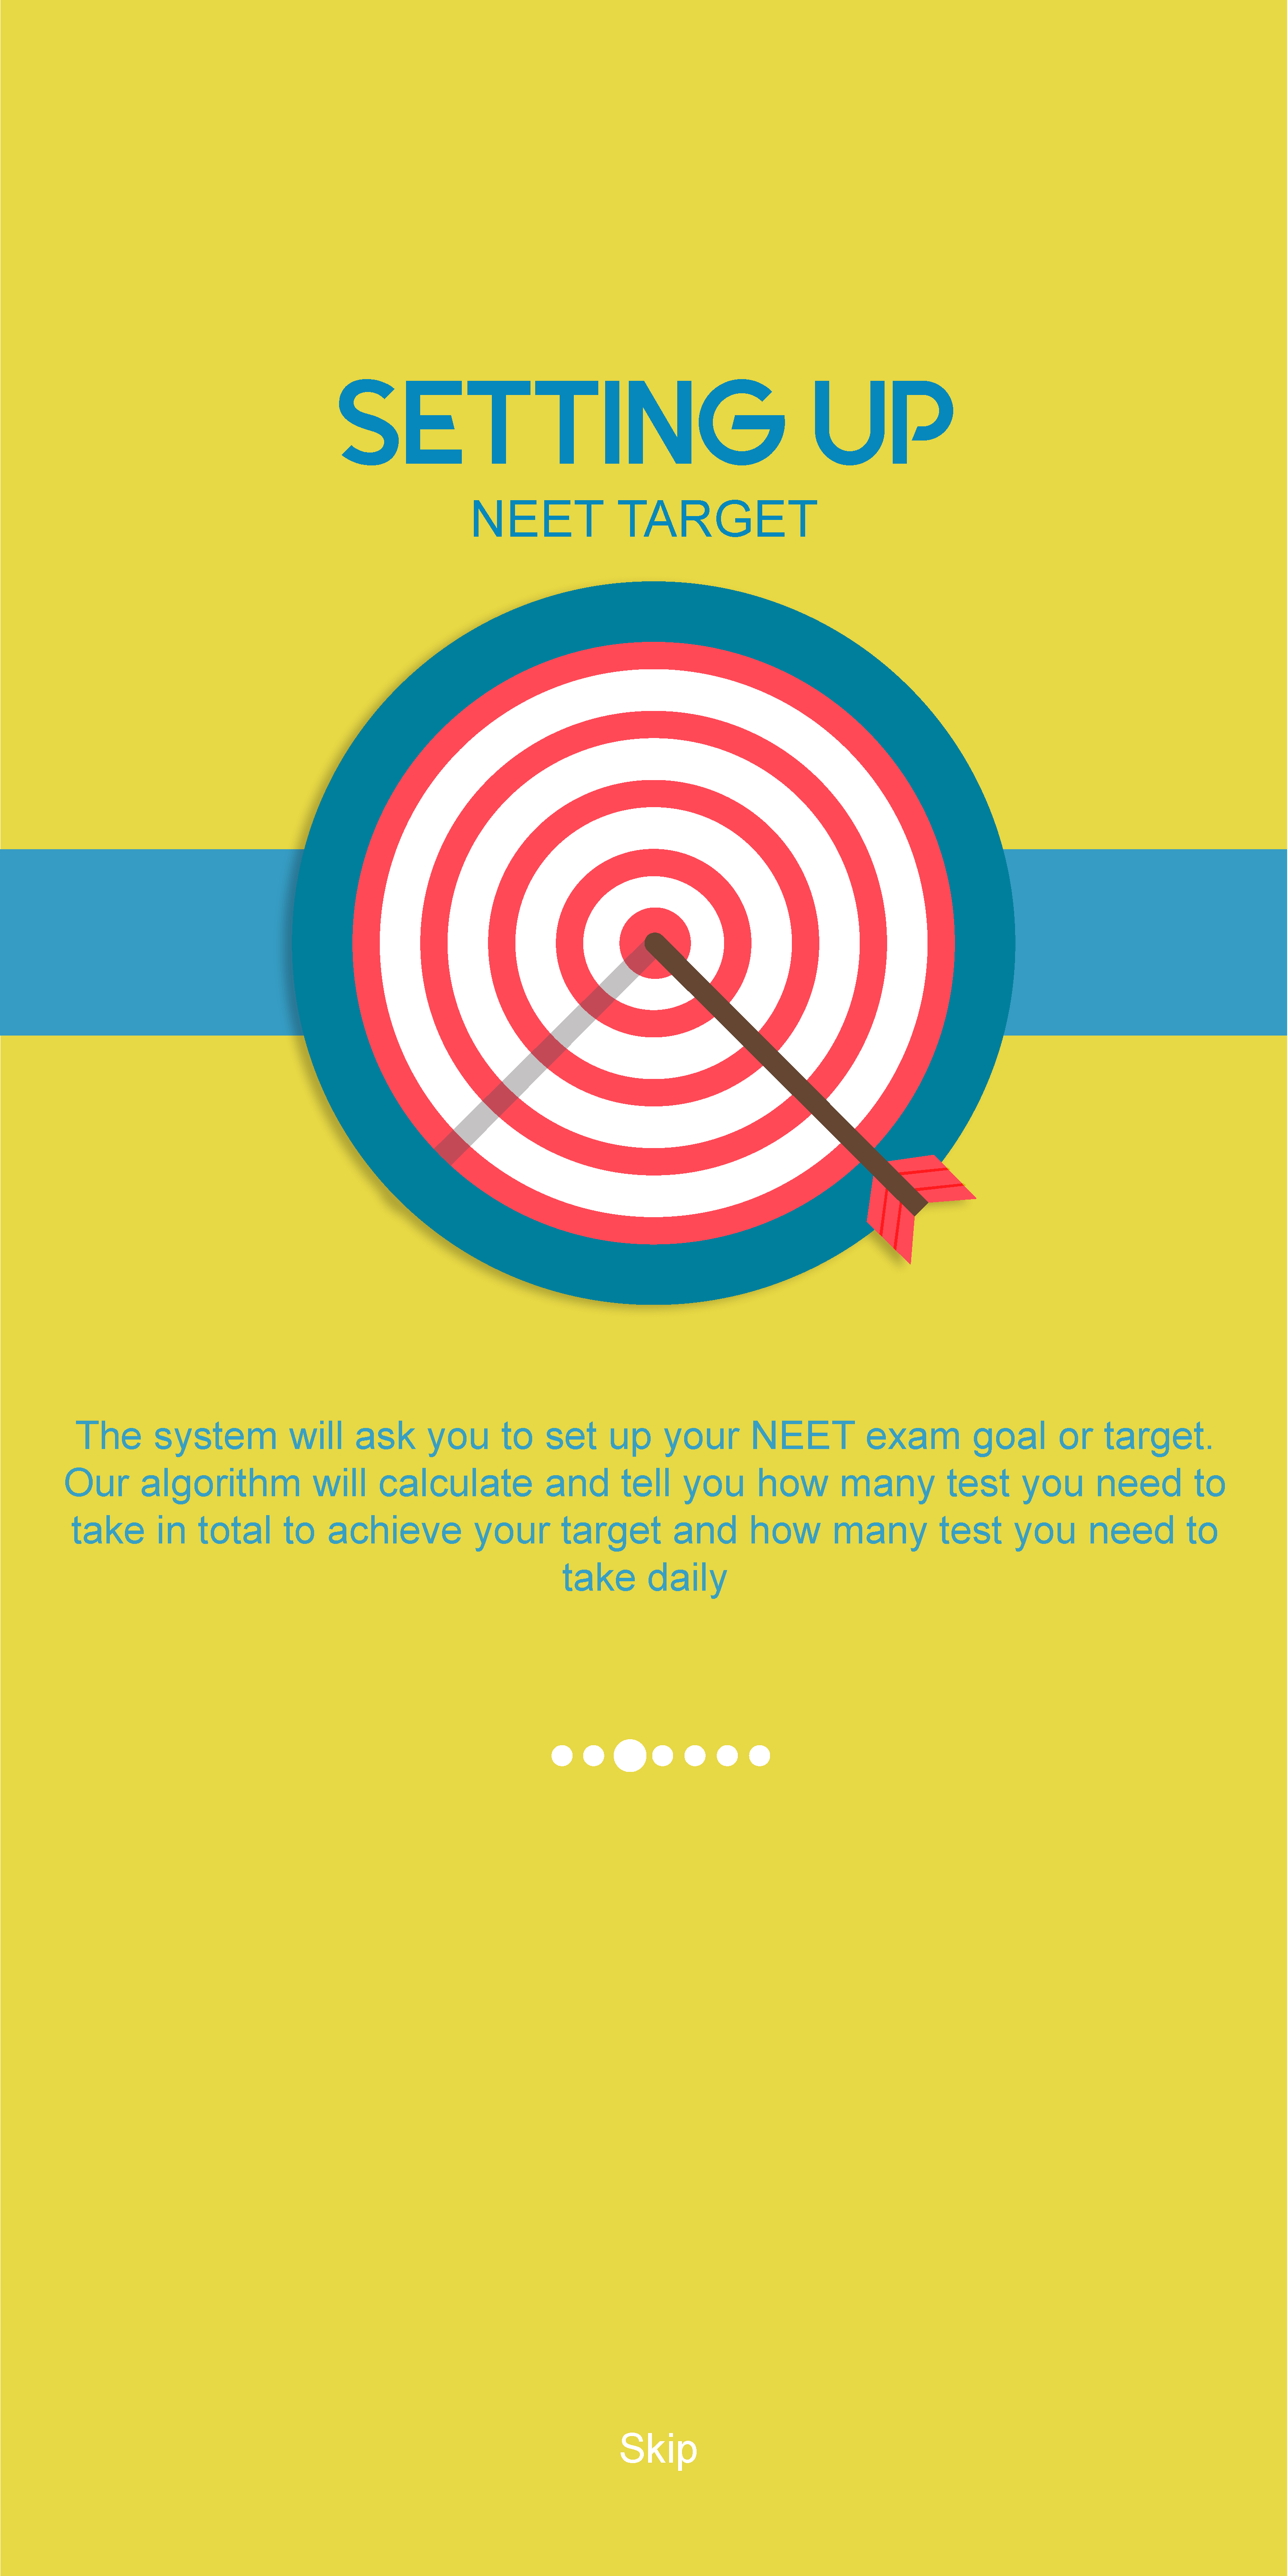 SETTING UP
NEET TARGET
The system will ask you to set up your NEET exam goal or target.
Our algorithm will calculate and tell you how many test you need to
take in total to achieve your target and how many test you need to
take daily
Skip